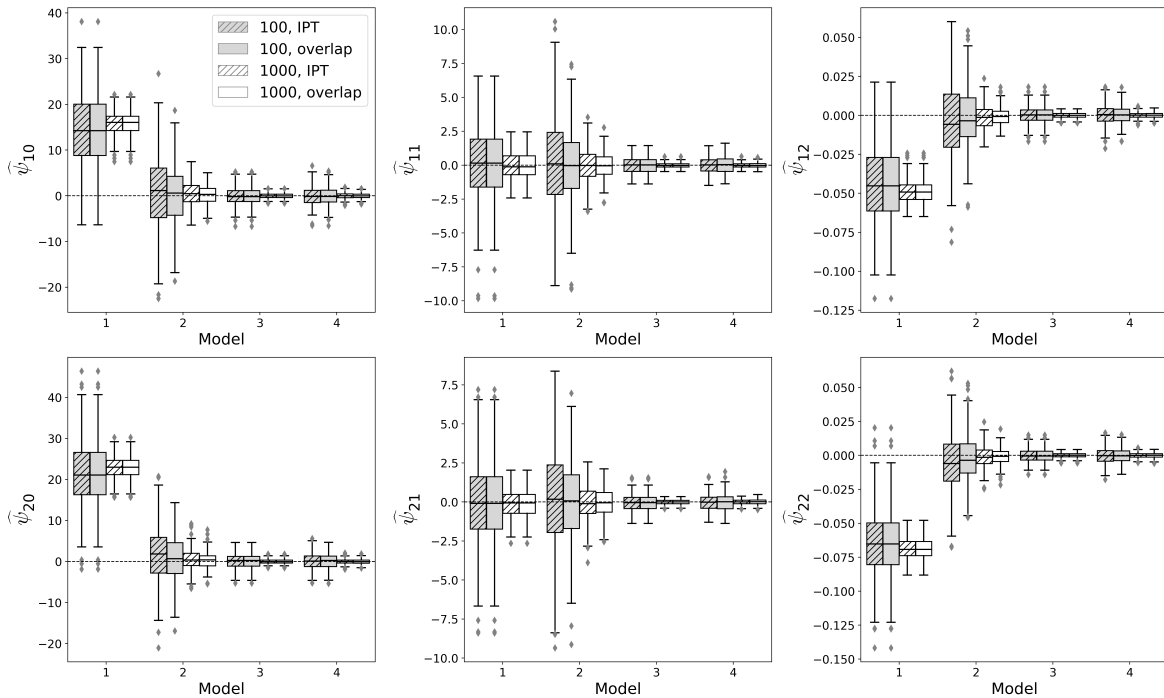 40
30
20
10
0
−10
−20
ψ̂10
1 2 3 4
Model
100, IPT
100, overlap
1000, IPT
1000, overlap
10.0
7.5
5.0
2.5
0.0
−2.5
−5.0
−7.5
−10.0
ψ̂11
1 2 3 4
Model
0.050
0.025
0.000
−0.025
−0.050
−0.075
−0.100
−0.125
ψ̂12
1 2 3 4
Model
40
30
20
10
0
−10
−20
ψ̂20
1 2 3 4
Model
7.5
5.0
2.5
0.0
−2.5
−5.0
−7.5
−10.0
ψ̂21
1 2 3 4
Model
0.050
0.025
0.000
−0.025
−0.050
−0.075
−0.100
−0.125
−0.150
ψ̂22
1 2 3 4
Model